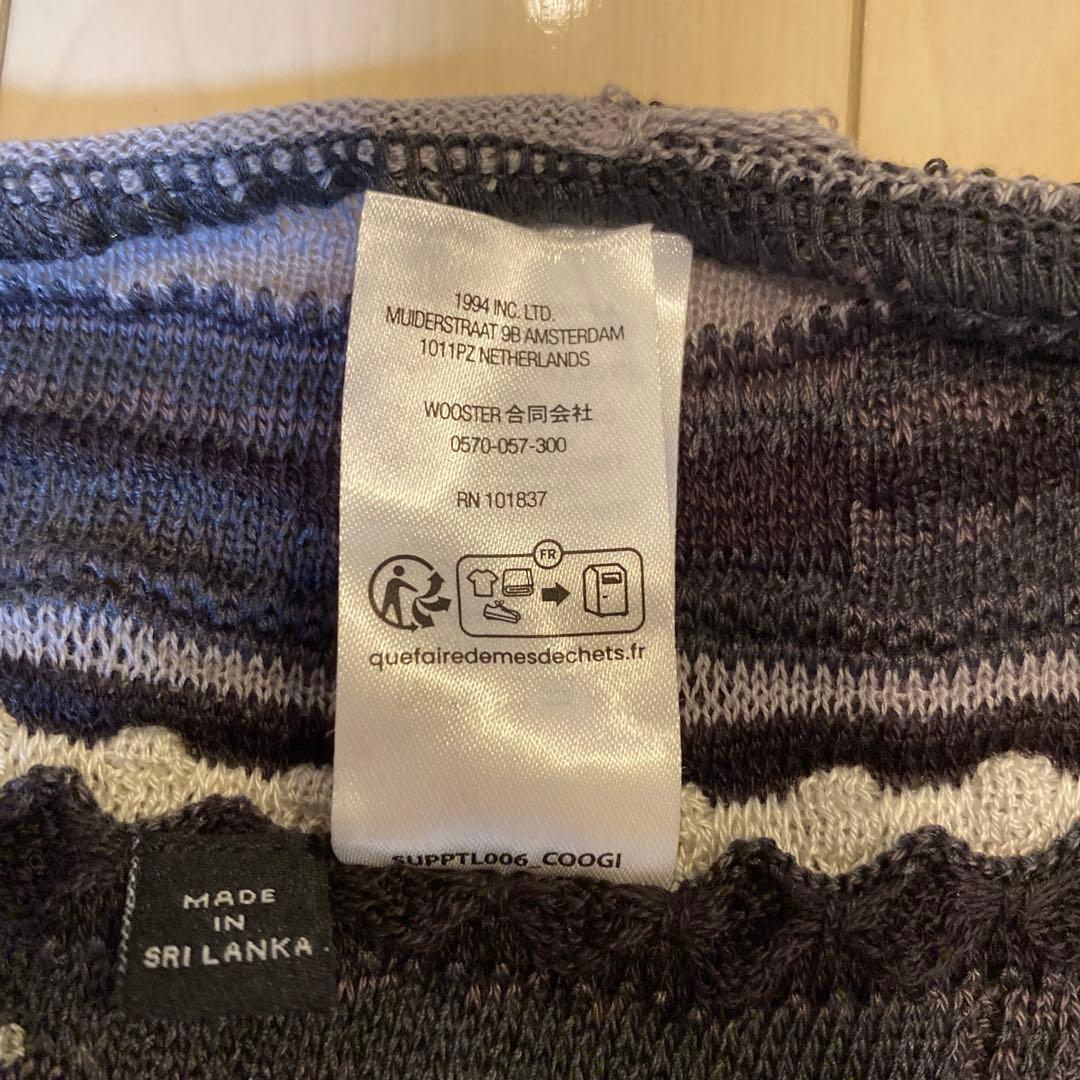 1994 INC. LTD.
MUIDERSTRAAT 9B AMSTERDAM
1011PZ NETHERLANDS
WOOSTER 合同会社
0570-057-300
RN 101837
FR
quefairedemesdechets.fr
SUPPTL006_COOGI
MADE
IN
SRI LANKA